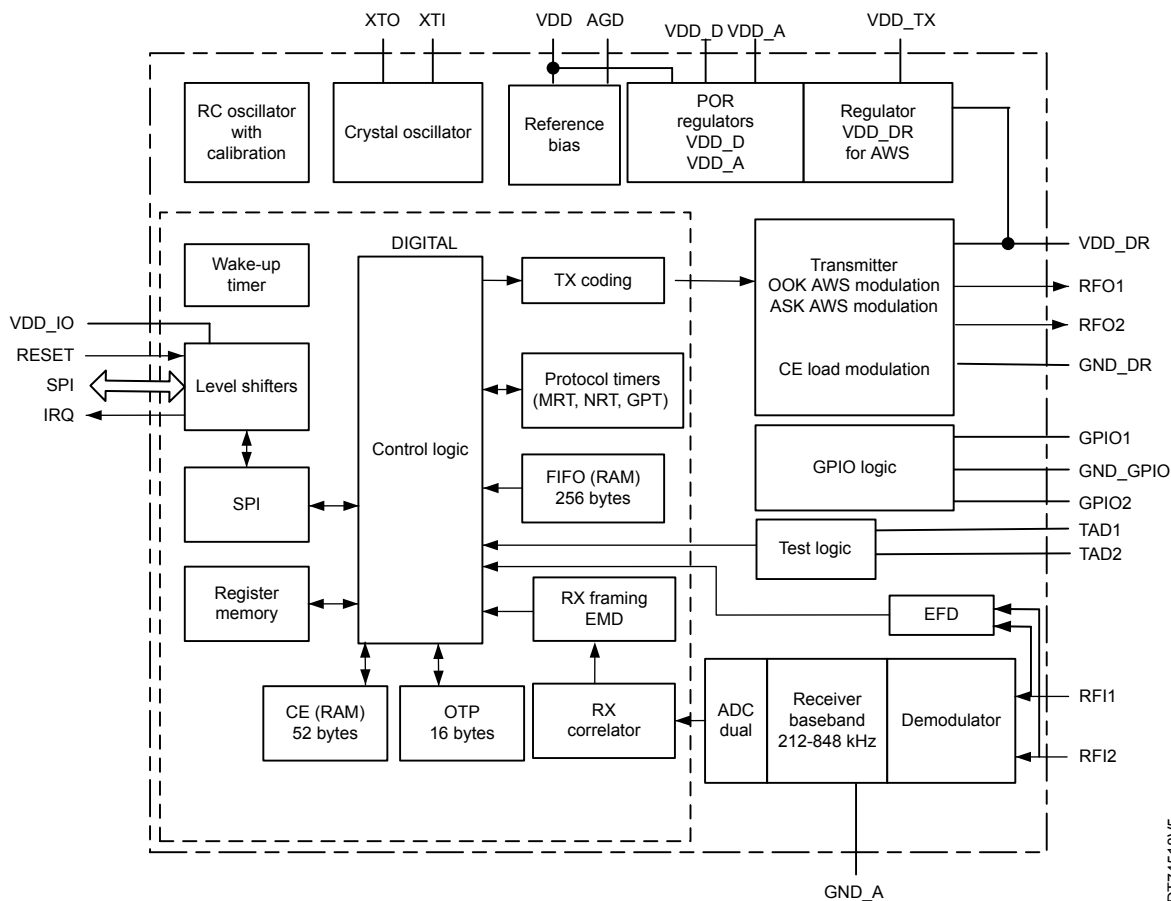 XTO
XTI
VDD
AGD
VDD_D
VDD_A
VDD_TX
RC oscillator
with
calibration
Crystal oscillator
Reference
bias
POR
regulators
VDD_D
VDD_A
Regulator
VDD_DR
for AWS
DIGITAL
Wake-up
timer
TX coding
Transmitter
OOK AWS modulation
ASK AWS modulation
CE load modulation
VDD_DR
RFO1
RFO2
GND_DR
VDD_IO
RESET
SPI
IRQ
Level shifters
Control logic
Protocol timers
(MRT, NRT, GPT)
GPIO logic
GPIO1
GND_GPIO
GPIO2
SPI
FIFO (RAM)
256 bytes
Test logic
TAD1
TAD2
Register
memory
RX framing
EMD
EFD
CE (RAM)
52 bytes
OTP
16 bytes
RX
correlator
ADC
dual
Receiver
baseband
212-848 kHz
Demodulator
RFI1
RFI2
GND_A